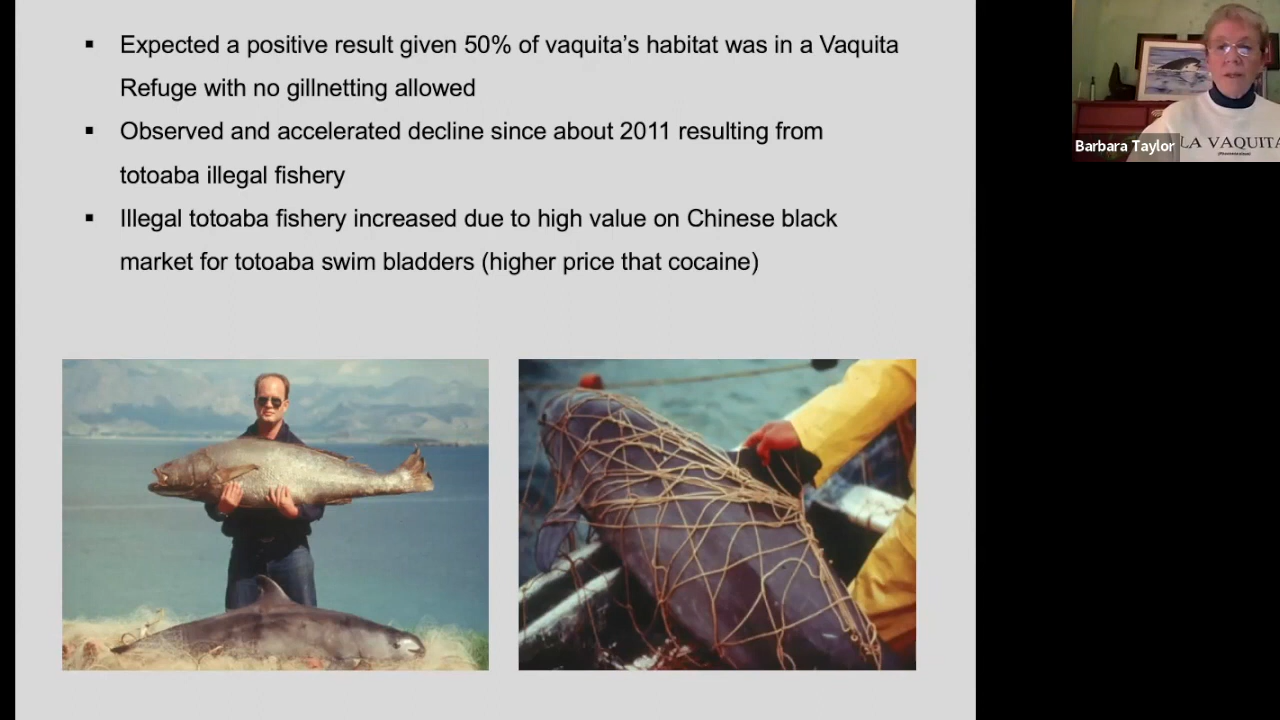 ▪ Expected a positive result given 50% of vaquita's habitat was in a Vaquita
Refuge with no gillnetting allowed
▪ Observed and accelerated decline since about 2011 resulting from
totoaba illegal fishery
▪ Illegal totoaba fishery increased due to high value on Chinese black
market for totoaba swim bladders (higher price that cocaine)
Barbara Taylor
LA VAQUITA